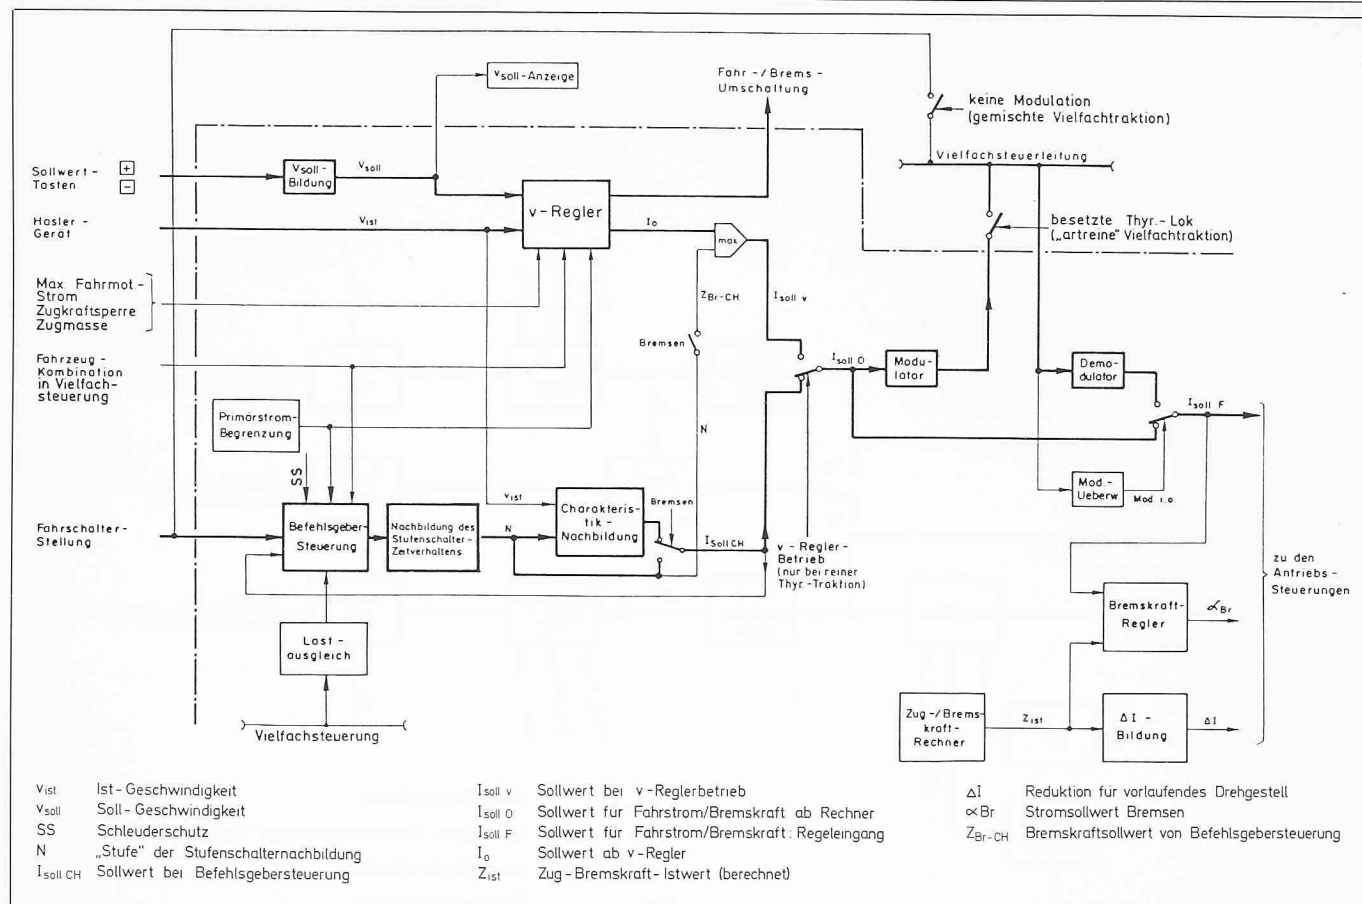 vsoll-Anzeige
Fahr-/Brems-
Umschaltung
keine Modulation
(gemischte Vielfachtraktion)
Vielfachsteuerleitung
Sollwert-
Tasten
+
−
Vsoll-
Bildung
Vsoll
v-Regler
Hasler-
Gerät
Vist
Io
max
besetzte Thyr.-Lok
(„artreine" Vielfachtraktion)
Max. Fahrmot-
Strom
Zugkraftsperre
Zugmasse
ZBr-CH
Isoll v
Bremsen
Fahrzeug-
Kombination
in Vielfach-
steuerung
Isoll O
Modu-
lator
Demo-
dulator
Primärstrom-
Begrenzung
N
Isoll F
SS
vist
Mod.-
Ueberw
Mod i.o
Fahrschalter-
Stellung
Befehlsgeber-
Steuerung
Nachbildung des
Stufenschalter-
Zeitverhaltens
N
Charakteris-
tik-
Nachbildung
Bremsen
ISoll CH
v-Regler-
Betrieb
(nur bei reiner
Thyr.-Traktion)
zu den
Antriebs-
Steuerungen
Bremskraft-
Regler
αBr
Last-
ausgleich
Zug-/Brems-
kraft-
Rechner
Zist
ΔI-
Bildung
ΔI
Vielfachsteuerung
Vist Ist-Geschwindigkeit
vsoll Soll-Geschwindigkeit
SS Schleuderschutz
N „Stufe" der Stufenschalternachbildung
Isoll CH Sollwert bei Befehlsgebersteuerung
Isoll v Sollwert bei v-Reglerbetrieb
Isoll O Sollwert fur Fahrstrom/Bremskraft ab Rechner
Isoll F Sollwert fur Fahrstrom/Bremskraft: Regeleingang
Io Sollwert ab v-Regler
Zist Zug-Bremskraft-Istwert (berechnet)
ΔI Reduktion für vorlaufendes Drehgestell
αBr Stromsollwert Bremsen
ZBr-CH Bremskraftsollwert von Befehlsgebersteuerung